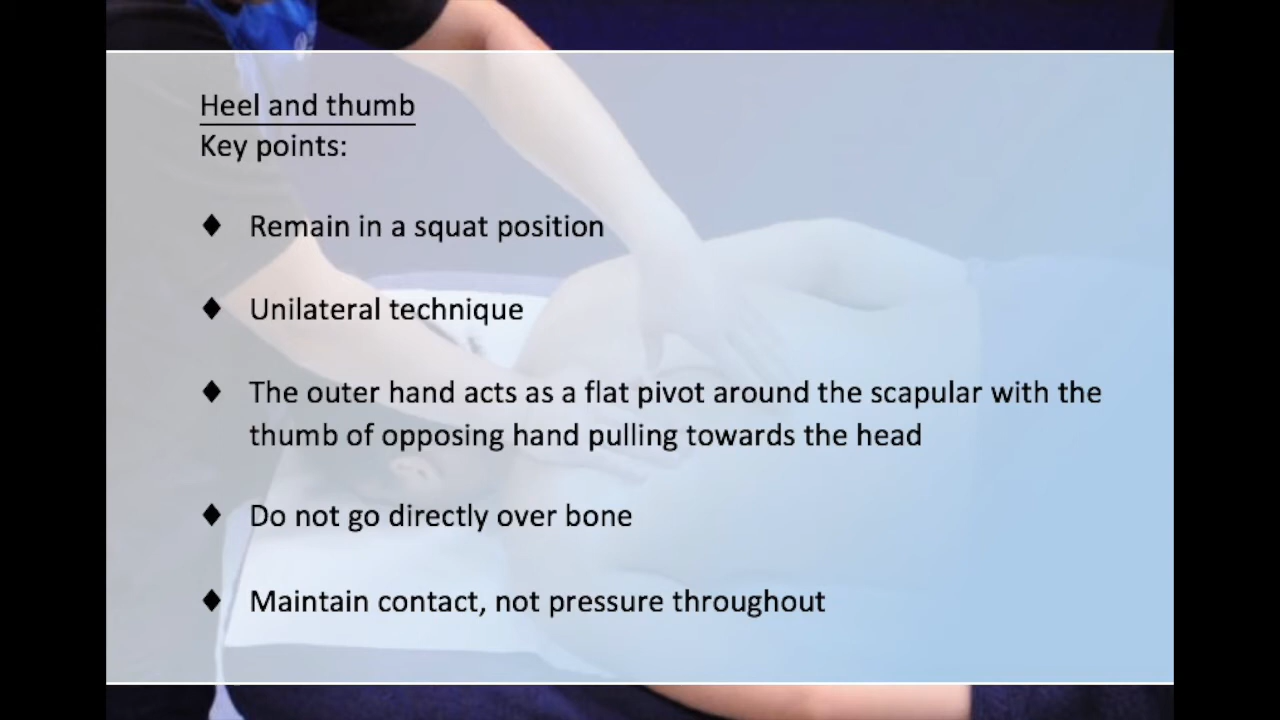 Heel and thumb
Key points:
♦ Remain in a squat position
♦ Unilateral technique
♦ The outer hand acts as a flat pivot around the scapular with the
thumb of opposing hand pulling towards the head
♦ Do not go directly over bone
♦ Maintain contact, not pressure throughout